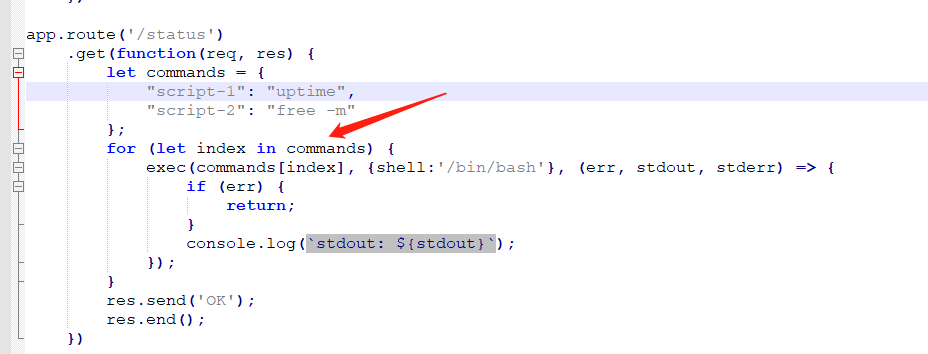 app.route('/status')
.get(function(req, res) {
let commands = {
"script-1": "uptime",
"script-2": "free -m"
};
for (let index in commands) {
exec(commands[index], {shell:'/bin/bash'}, (err, stdout, stderr) => {
if (err) {
return;
}
console.log(`stdout: ${stdout}`);
});
}
res.send('OK');
res.end();
})